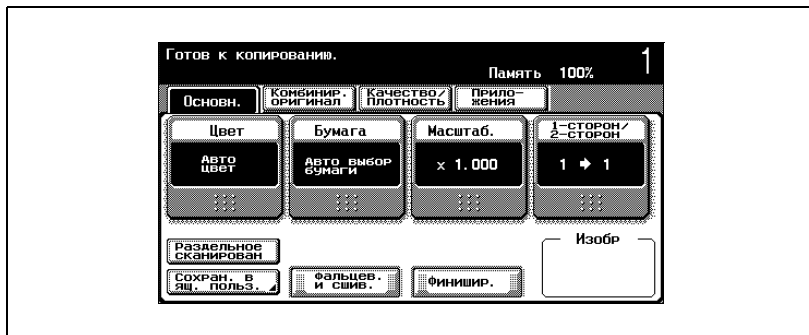 Готов к копированию.
1
Память 100%
Основн.
Комбинир.
оригинал
Качество/
Плотность
Прило-
жения
Цвет
Бумага
Масштаб.
1-сторон/
2-сторон
Авто
цвет
Авто выбор
бумаги
x 1.000
1 ➔ 1
Раздельное
сканирован
Изобр
Сохран. в
ящ. польз.
Фальцев.
и сшив.
Финишир.